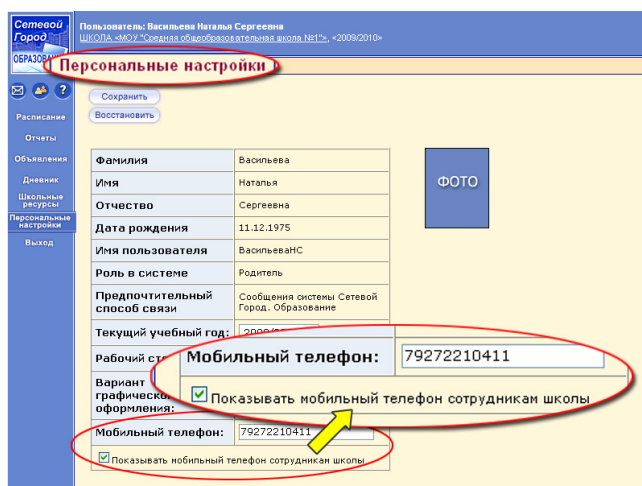 Сетевой
Город
ОБРАЗОВА
Пользователь: Васильева Наталья Сергеевна
ШКОЛА «МОУ "Средняя общеобразовательная школа №1"», «2009/2010»
Персональные настройки
Сохранить
Восстановить
Расписание
Отчеты
Объявления
Дневник
Школьные
ресурсы
Персональные
настройки
Выход
Фамилия Васильева
Имя Наталья
Отчество Сергеевна
Дата рождения 11.12.1975
Имя пользователя ВасильеваНС
Роль в системе Родитель
Предпочтительный
способ связи
Сообщения системы Сетевой
Город. Образование
ФОТО
Текущий учебный год:
Рабочий
Вариант
оформления:
Мобильный телефон: 79272210411
Показывать мобильный телефон сотрудникам школы
Мобильный телефон: 79272210411
Показывать мобильный телефон сотрудникам школы